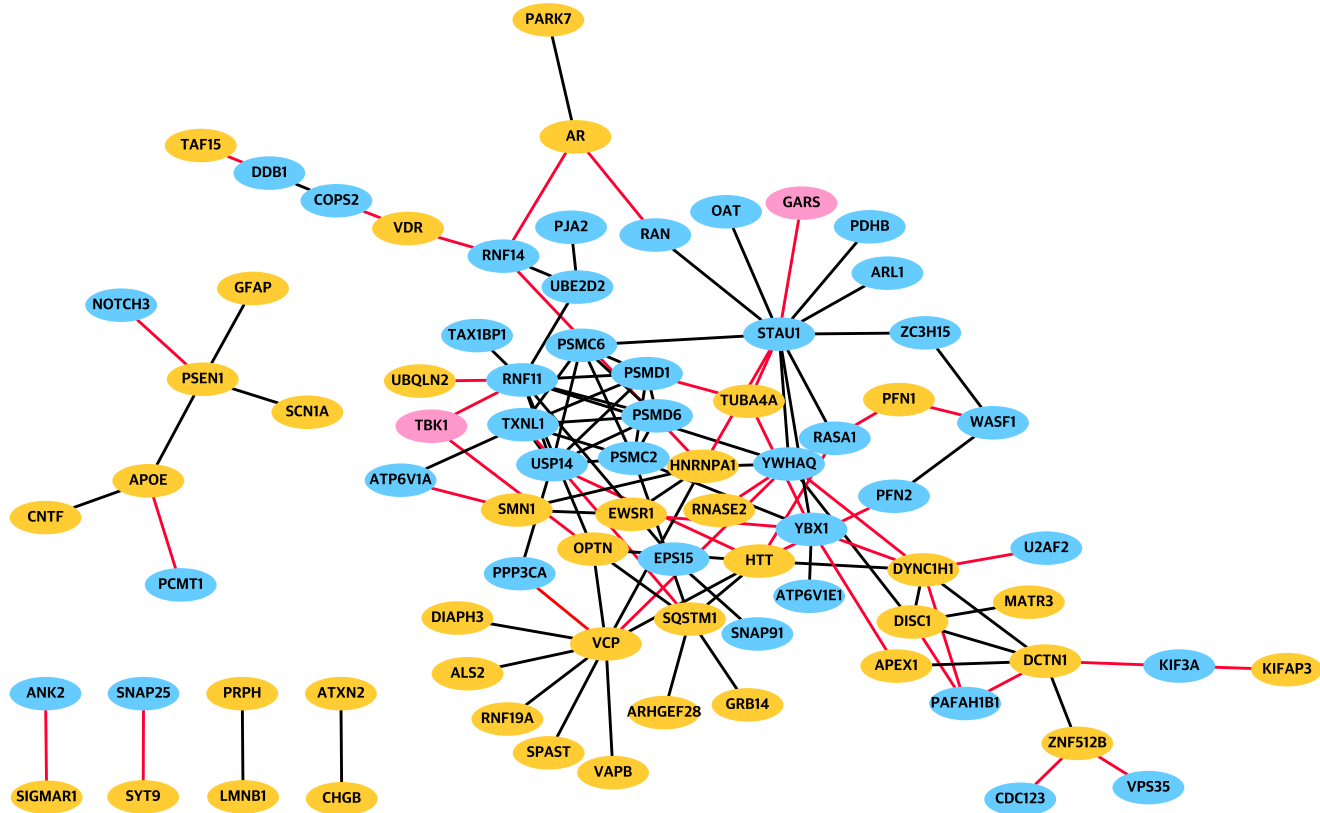 PARK7
AR
TAF15
DDB1
COPS2
VDR
RNF14
PJA2
RAN
OAT
GARS
PDHB
ARL1
UBE2D2
NOTCH3
GFAP
TAX1BP1
PSMC6
STAU1
ZC3H15
PSEN1
SCN1A
UBQLN2
RNF11
PSMD1
TUBA4A
PFN1
TBK1
TXNL1
PSMD6
RASA1
WASF1
APOE
ATP6V1A
USP14
PSMC2
HNRNPA1
YWHAQ
PFN2
CNTF
SMN1
EWSR1
RNASE2
YBX1
PCMT1
PPP3CA
OPTN
EPS15
HTT
ATP6V1E1
DYNC1H1
U2AF2
DIAPH3
VCP
SQSTM1
SNAP91
DISC1
MATR3
ALS2
APEX1
DCTN1
KIF3A
KIFAP3
ANK2
SNAP25
PRPH
ATXN2
RNF19A
ARHGEF28
GRB14
PAFAH1B1
SPAST
VAPB
ZNF512B
SIGMAR1
SYT9
LMNB1
CHGB
CDC123
VPS35